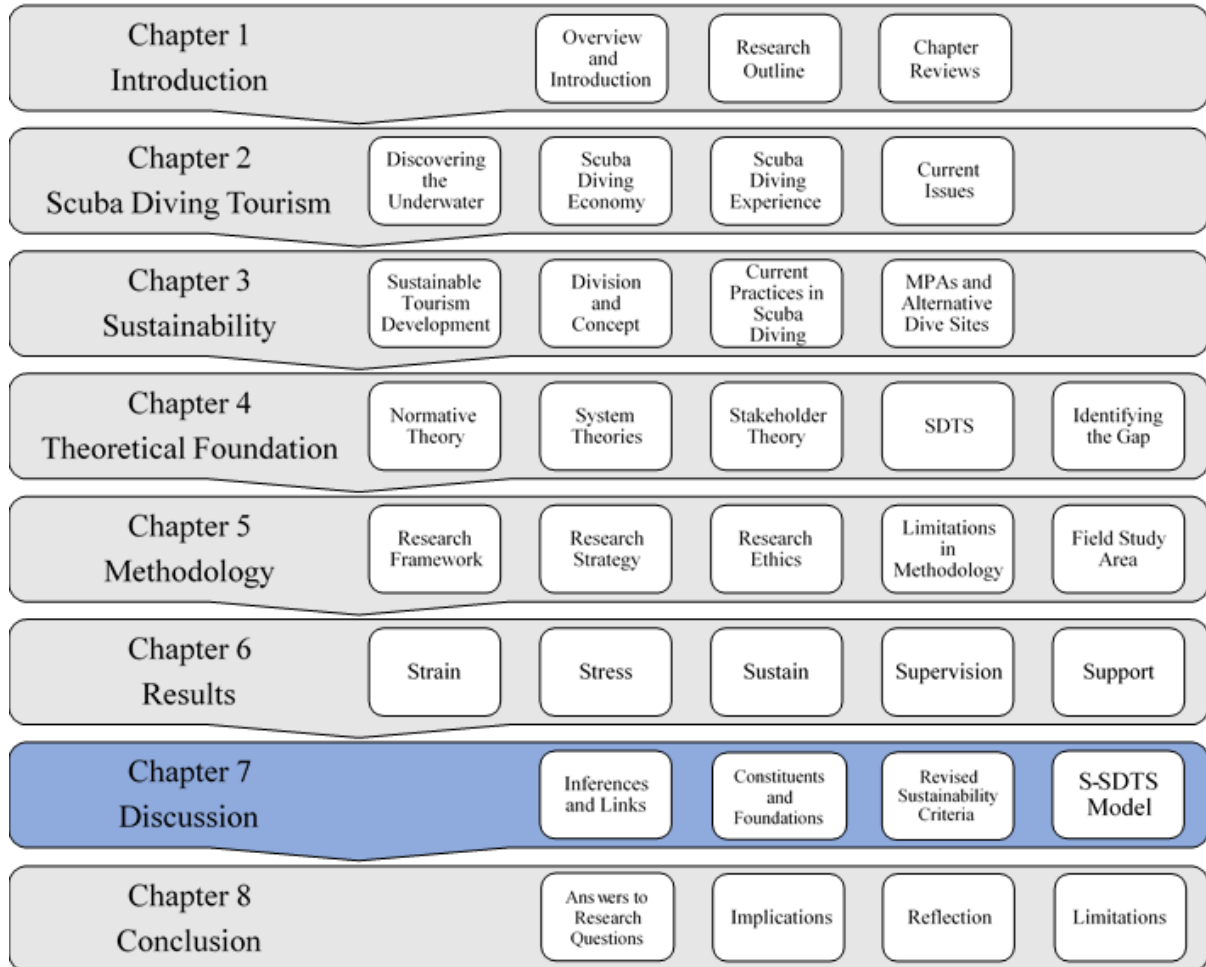 Chapter 1
Introduction
Overview
and
Introduction
Research
Outline
Chapter
Reviews
Chapter 2
Scuba Diving Tourism
Discovering
the
Underwater
Scuba
Diving
Economy
Scuba
Diving
Experience
Current
Issues
Chapter 3
Sustainability
Sustainable
Tourism
Development
Division
and
Concept
Current
Practices in
Scuba
Diving
MPAs and
Alternative
Dive Sites
Chapter 4
Theoretical Foundation
Normative
Theory
System
Theories
Stakeholder
Theory
SDTS
Identifying
the Gap
Chapter 5
Methodology
Research
Framework
Research
Strategy
Research
Ethics
Limitations
in
Methodology
Field Study
Area
Chapter 6
Results
Strain
Stress
Sustain
Supervision
Support
Chapter 7
Discussion
Inferences
and Links
Constituents
and
Foundations
Revised
Sustainability
Criteria
S-SDTS
Model
Chapter 8
Conclusion
Answers to
Research
Questions
Implications
Reflection
Limitations